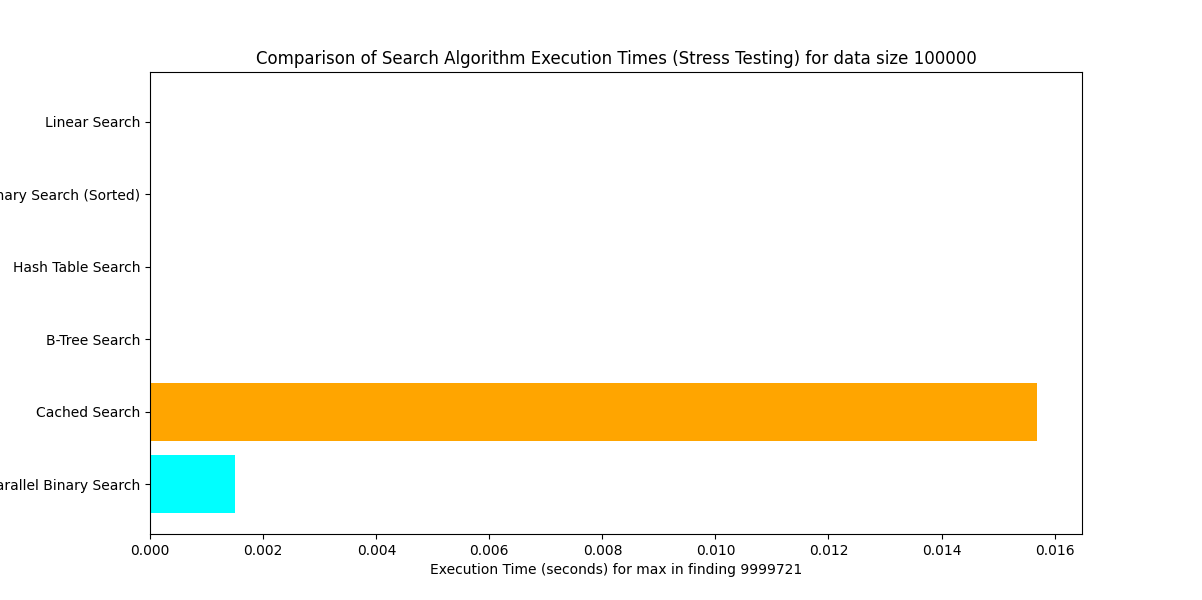 Comparison of Search Algorithm Execution Times (Stress Testing) for data size 100000
Linear Search
nary Search (Sorted)
Hash Table Search
B-Tree Search
Cached Search
arallel Binary Search
0.000 0.002 0.004 0.006 0.008 0.010 0.012 0.014 0.016
Execution Time (seconds) for max in finding 9999721